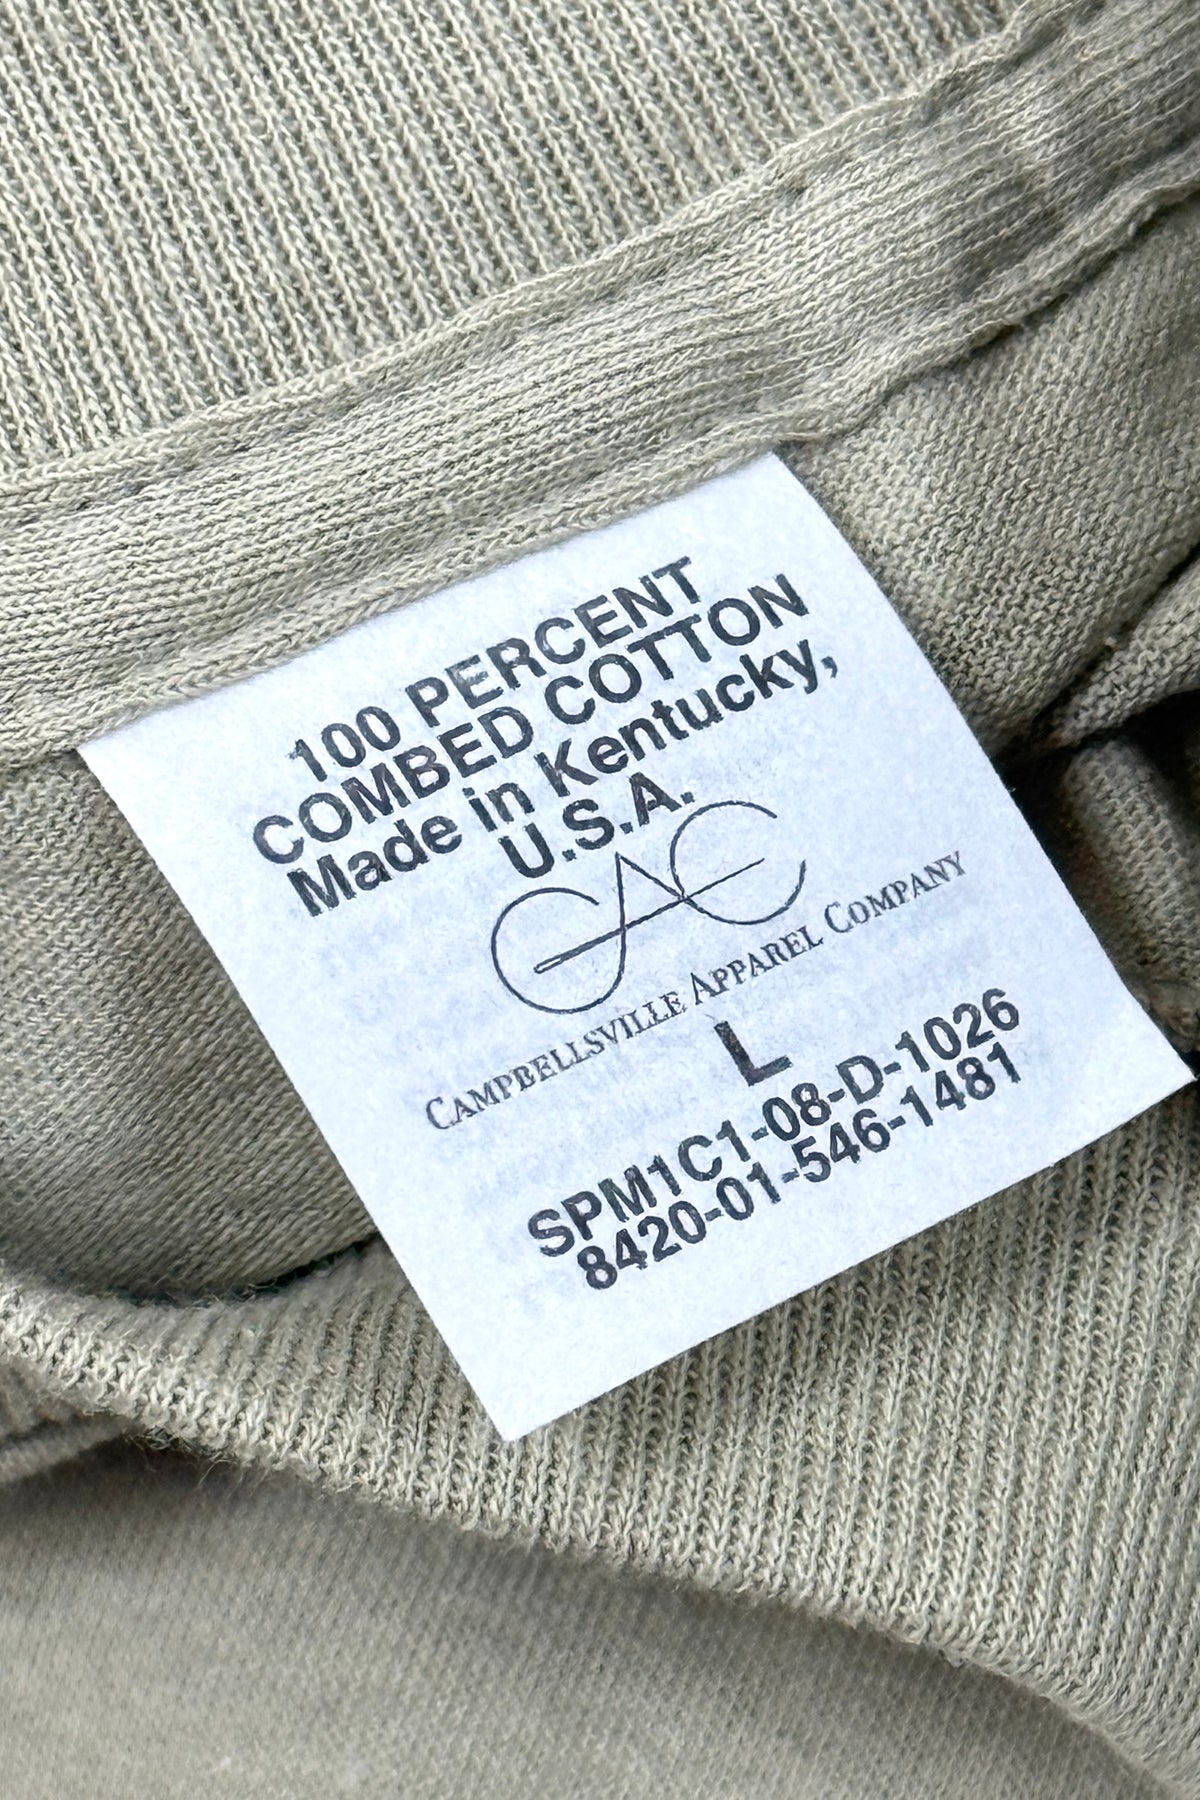 100 PERCENT
COMBED COTTON
Made in Kentucky,
U.S.A.
CAC
CAMPBELLSVILLE APPAREL COMPANY
L
SPM1C1-08-D-1026
8420-01-546-1481